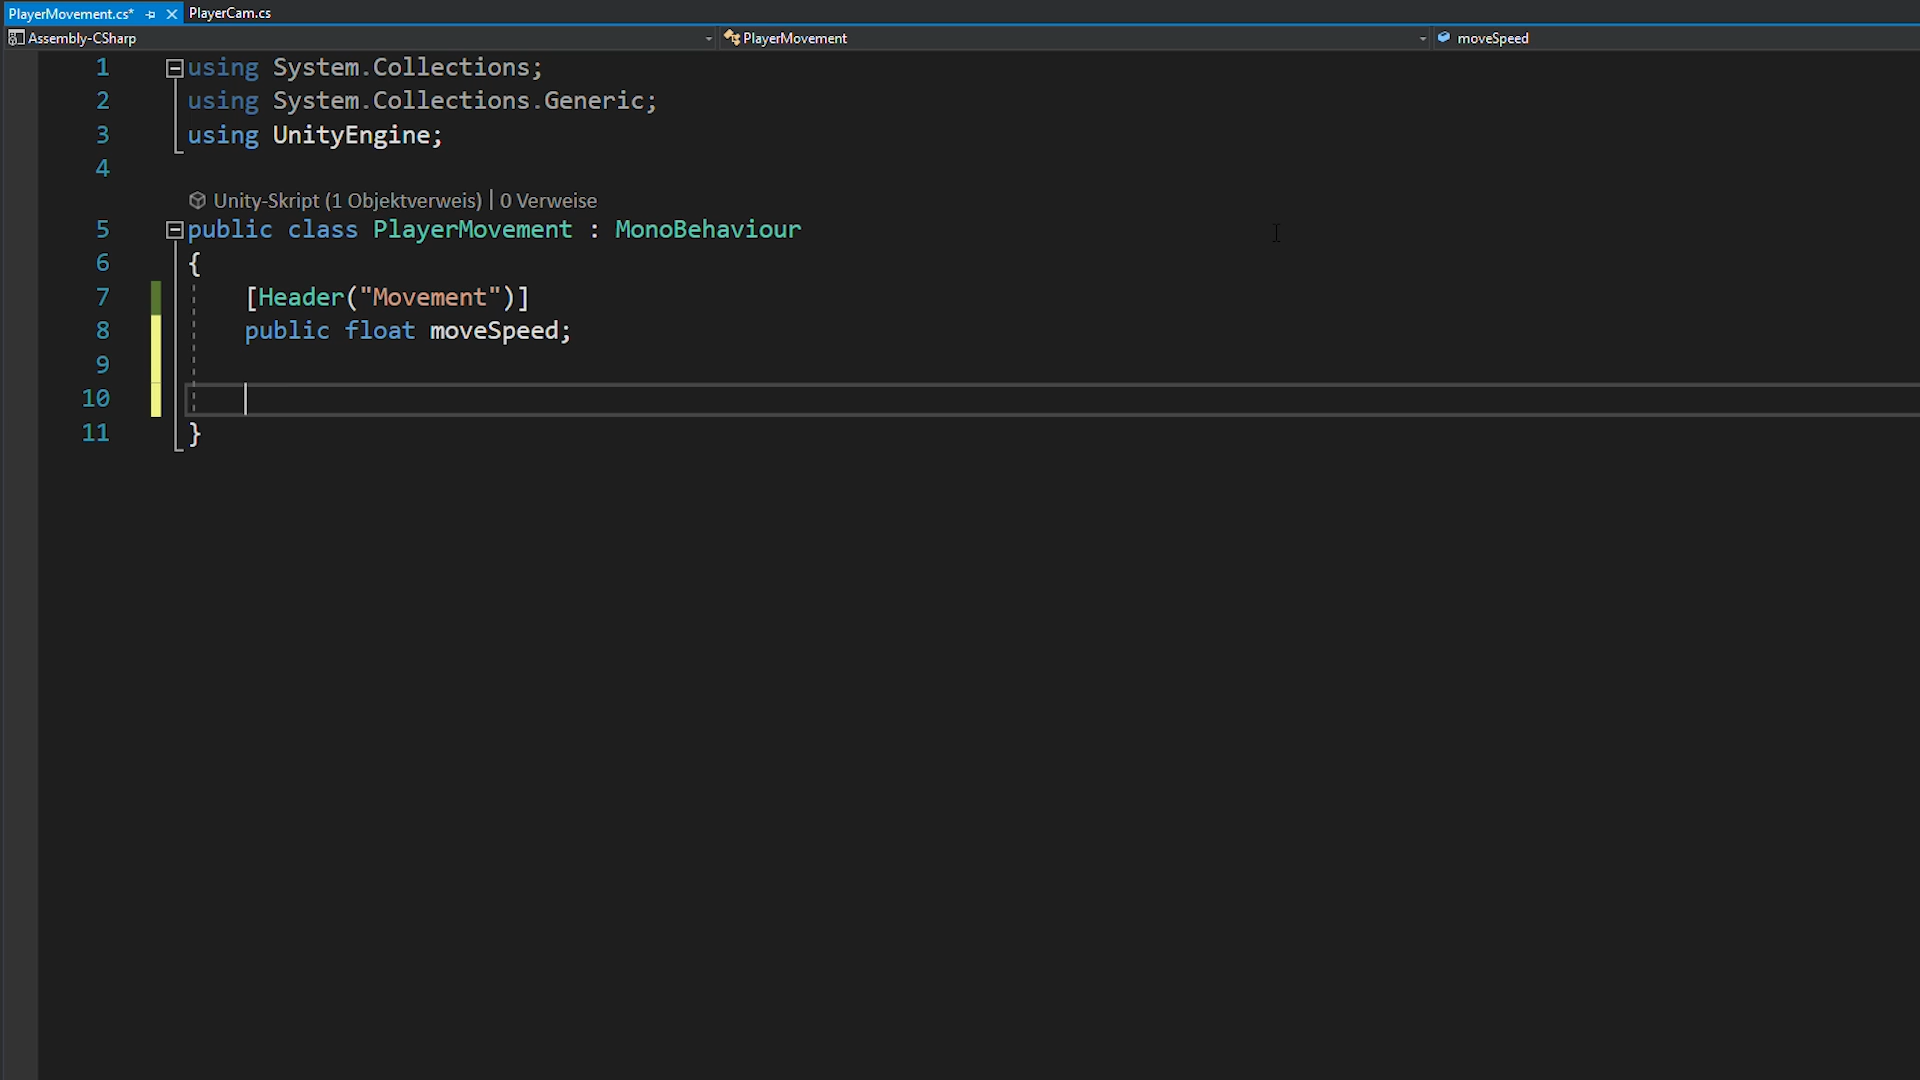 PlayerMovement.cs* PlayerCam.cs
Assembly-CSharp PlayerMovement moveSpeed
1 using System.Collections;
2 using System.Collections.Generic;
3 using UnityEngine;
4
Unity-Skript (1 Objektverweis) | 0 Verweise
5 public class PlayerMovement : MonoBehaviour
6 {
7 [Header("Movement")]
8 public float moveSpeed;
9
10
11 }